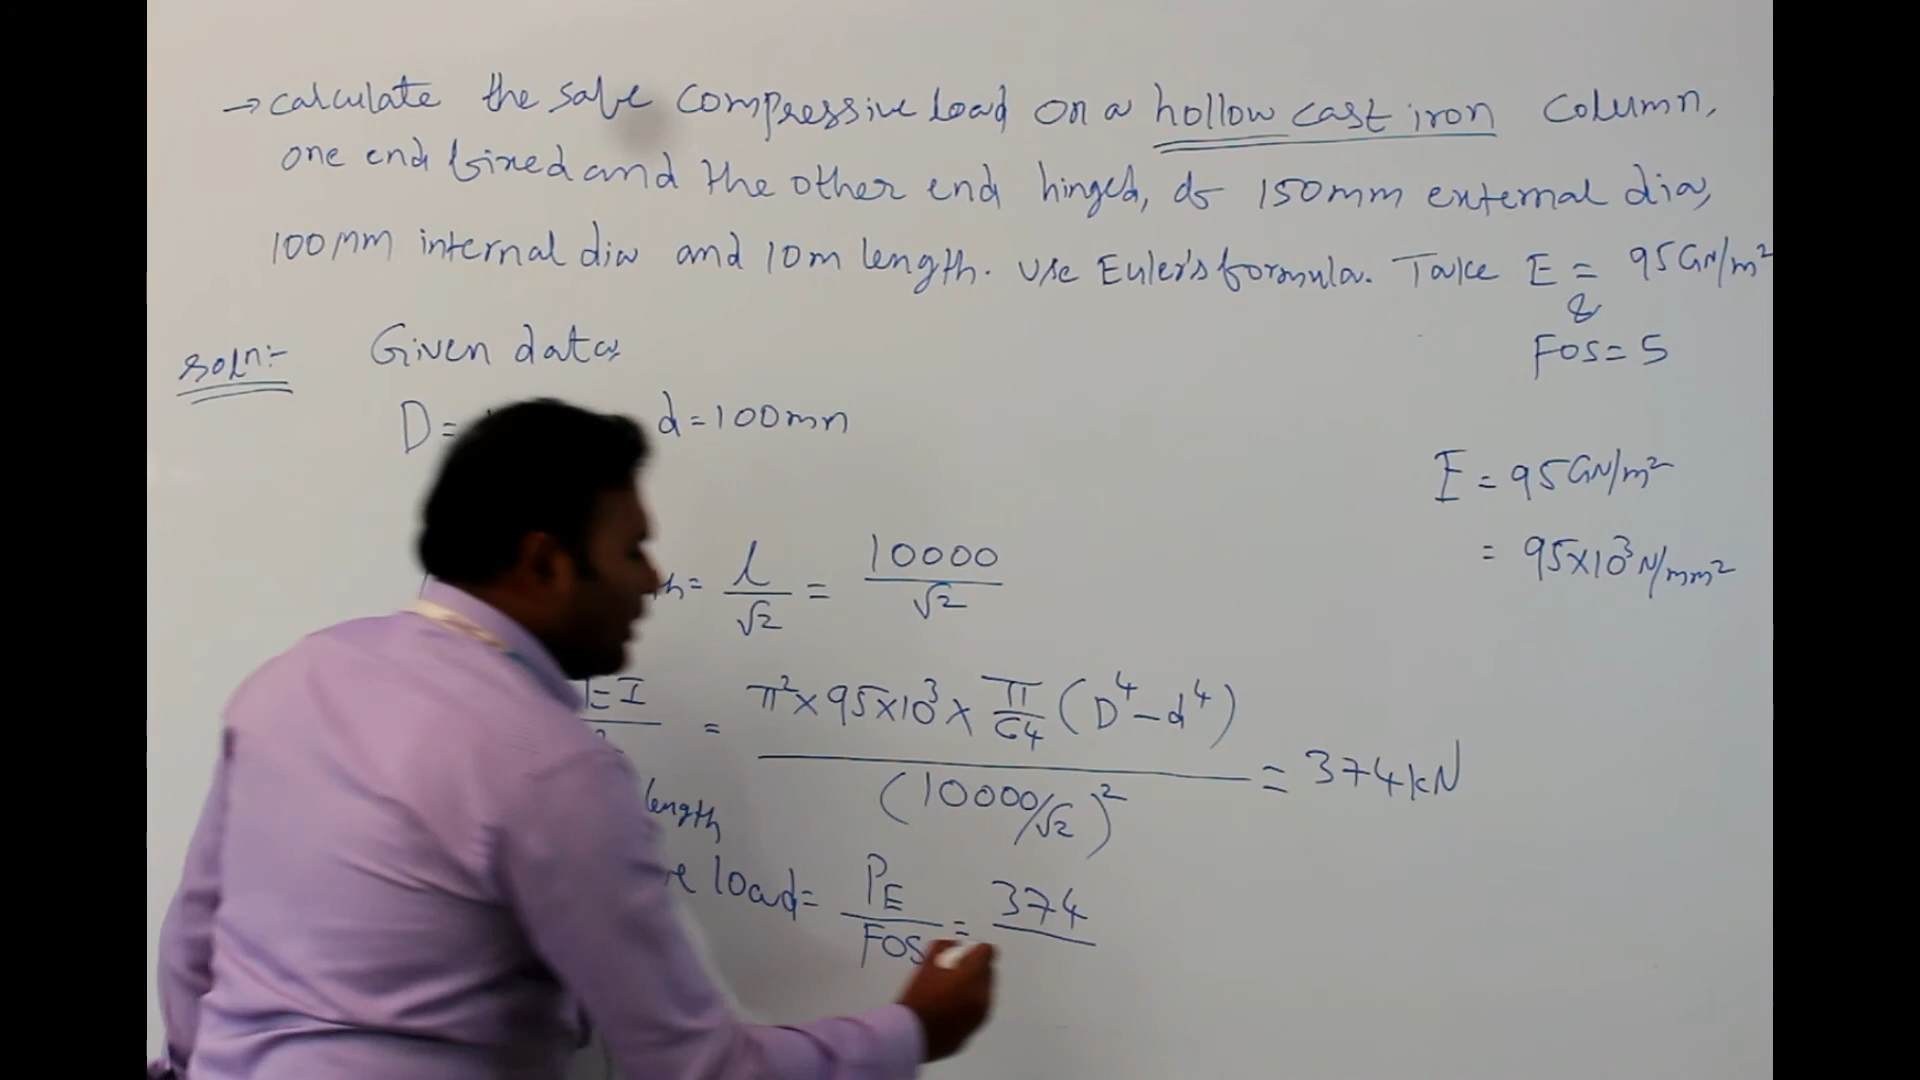 → calculate the safe compressive load on a hollow cast iron column,
one end fixed and the other end hinged, of 150mm external dia,
100mm internal dia and 10m length. Use Euler's formula. Take E = 95GN/m²
&
FOS = 5
Soln:-
Given data
D =
d = 100mm
E = 95GN/m²
= 95×10³N/mm²
= l/√2 = 10000/√2
= π²×95×10³×π/64(D⁴-d⁴)/(10000/√2)² = 374kN
length
load = PE/FOS = 374